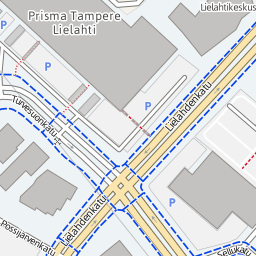 Lielahtikeskus
Prisma Tampere
Lielahti
P
P
P
P
P
Turvesuonkatu
Lielahdenkatu
Lielahdenkatu
Possijärvenkatu
Sellukatu